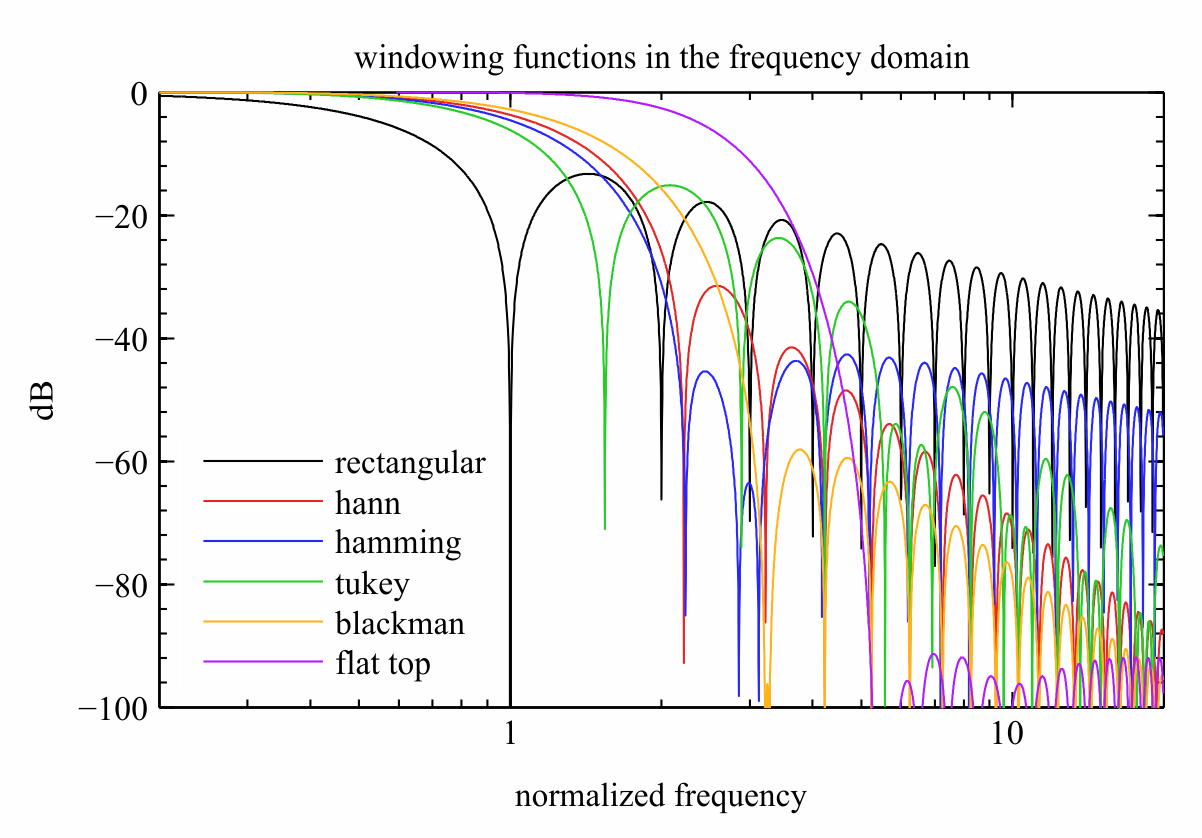 windowing functions in the frequency domain
0
−20
−40
−60
−80
−100
dB
rectangular
hann
hamming
tukey
blackman
flat top
1 10
normalized frequency